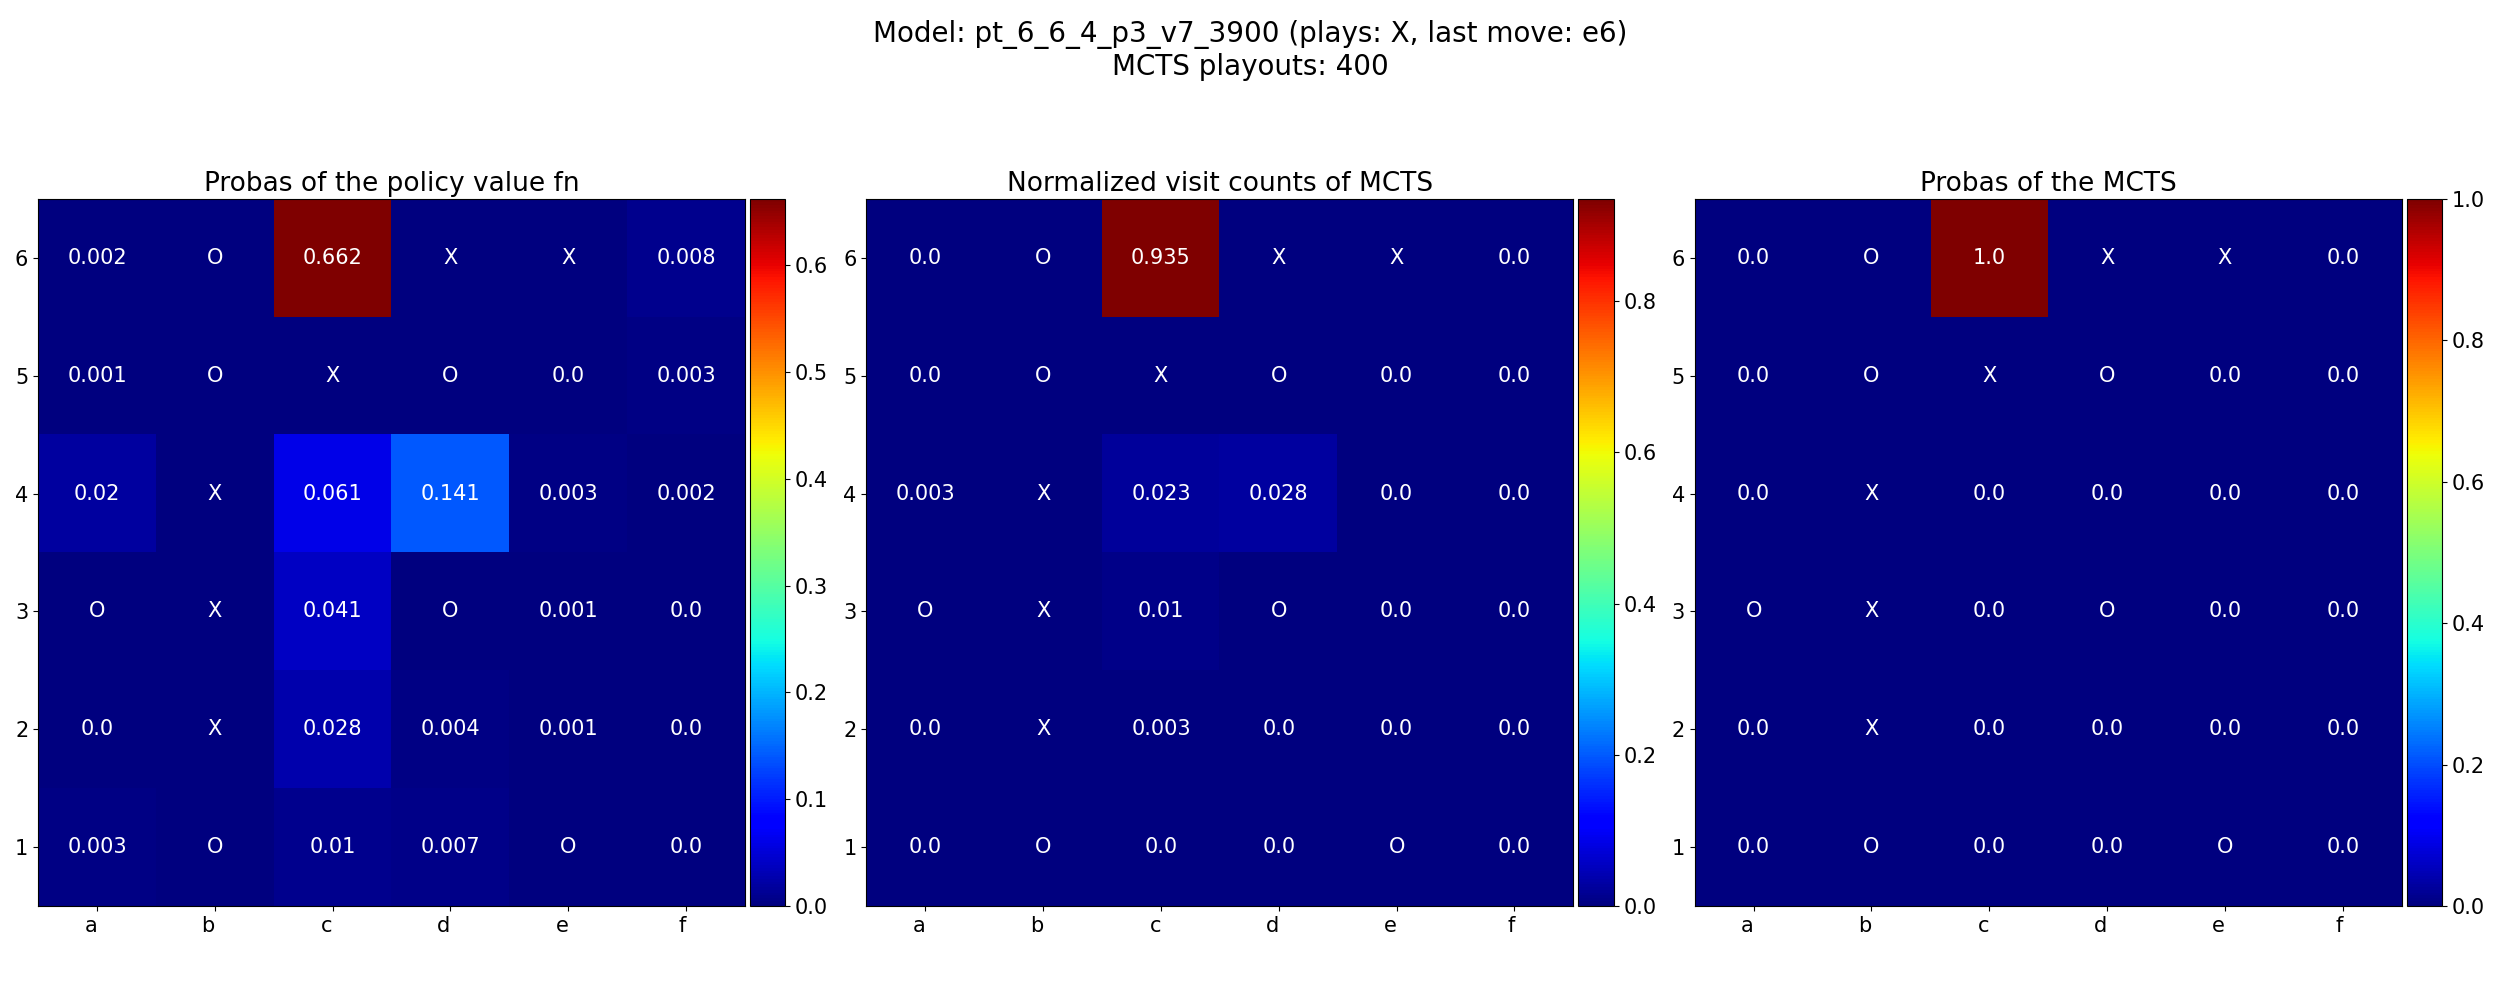 Model: pt_6_6_4_p3_v7_3900 (plays: X, last move: e6)
MCTS playouts: 400
Probas of the policy value fn
6 0.002 O 0.662 X X 0.008
5 0.001 O X O 0.0 0.003
4 0.02 X 0.061 0.141 0.003 0.002
3 O X 0.041 O 0.001 0.0
2 0.0 X 0.028 0.004 0.001 0.0
1 0.003 O 0.01 0.007 O 0.0
a b c d e f
0.6
0.5
0.4
0.3
0.2
0.1
0.0
Normalized visit counts of MCTS
6 0.0 O 0.935 X X 0.0
5 0.0 O X O 0.0 0.0
4 0.003 X 0.023 0.028 0.0 0.0
3 O X 0.01 O 0.0 0.0
2 0.0 X 0.003 0.0 0.0 0.0
1 0.0 O 0.0 0.0 O 0.0
a b c d e f
0.8
0.6
0.4
0.2
0.0
Probas of the MCTS
6 0.0 O 1.0 X X 0.0
5 0.0 O X O 0.0 0.0
4 0.0 X 0.0 0.0 0.0 0.0
3 O X 0.0 O 0.0 0.0
2 0.0 X 0.0 0.0 0.0 0.0
1 0.0 O 0.0 0.0 O 0.0
a b c d e f
1.0
0.8
0.6
0.4
0.2
0.0